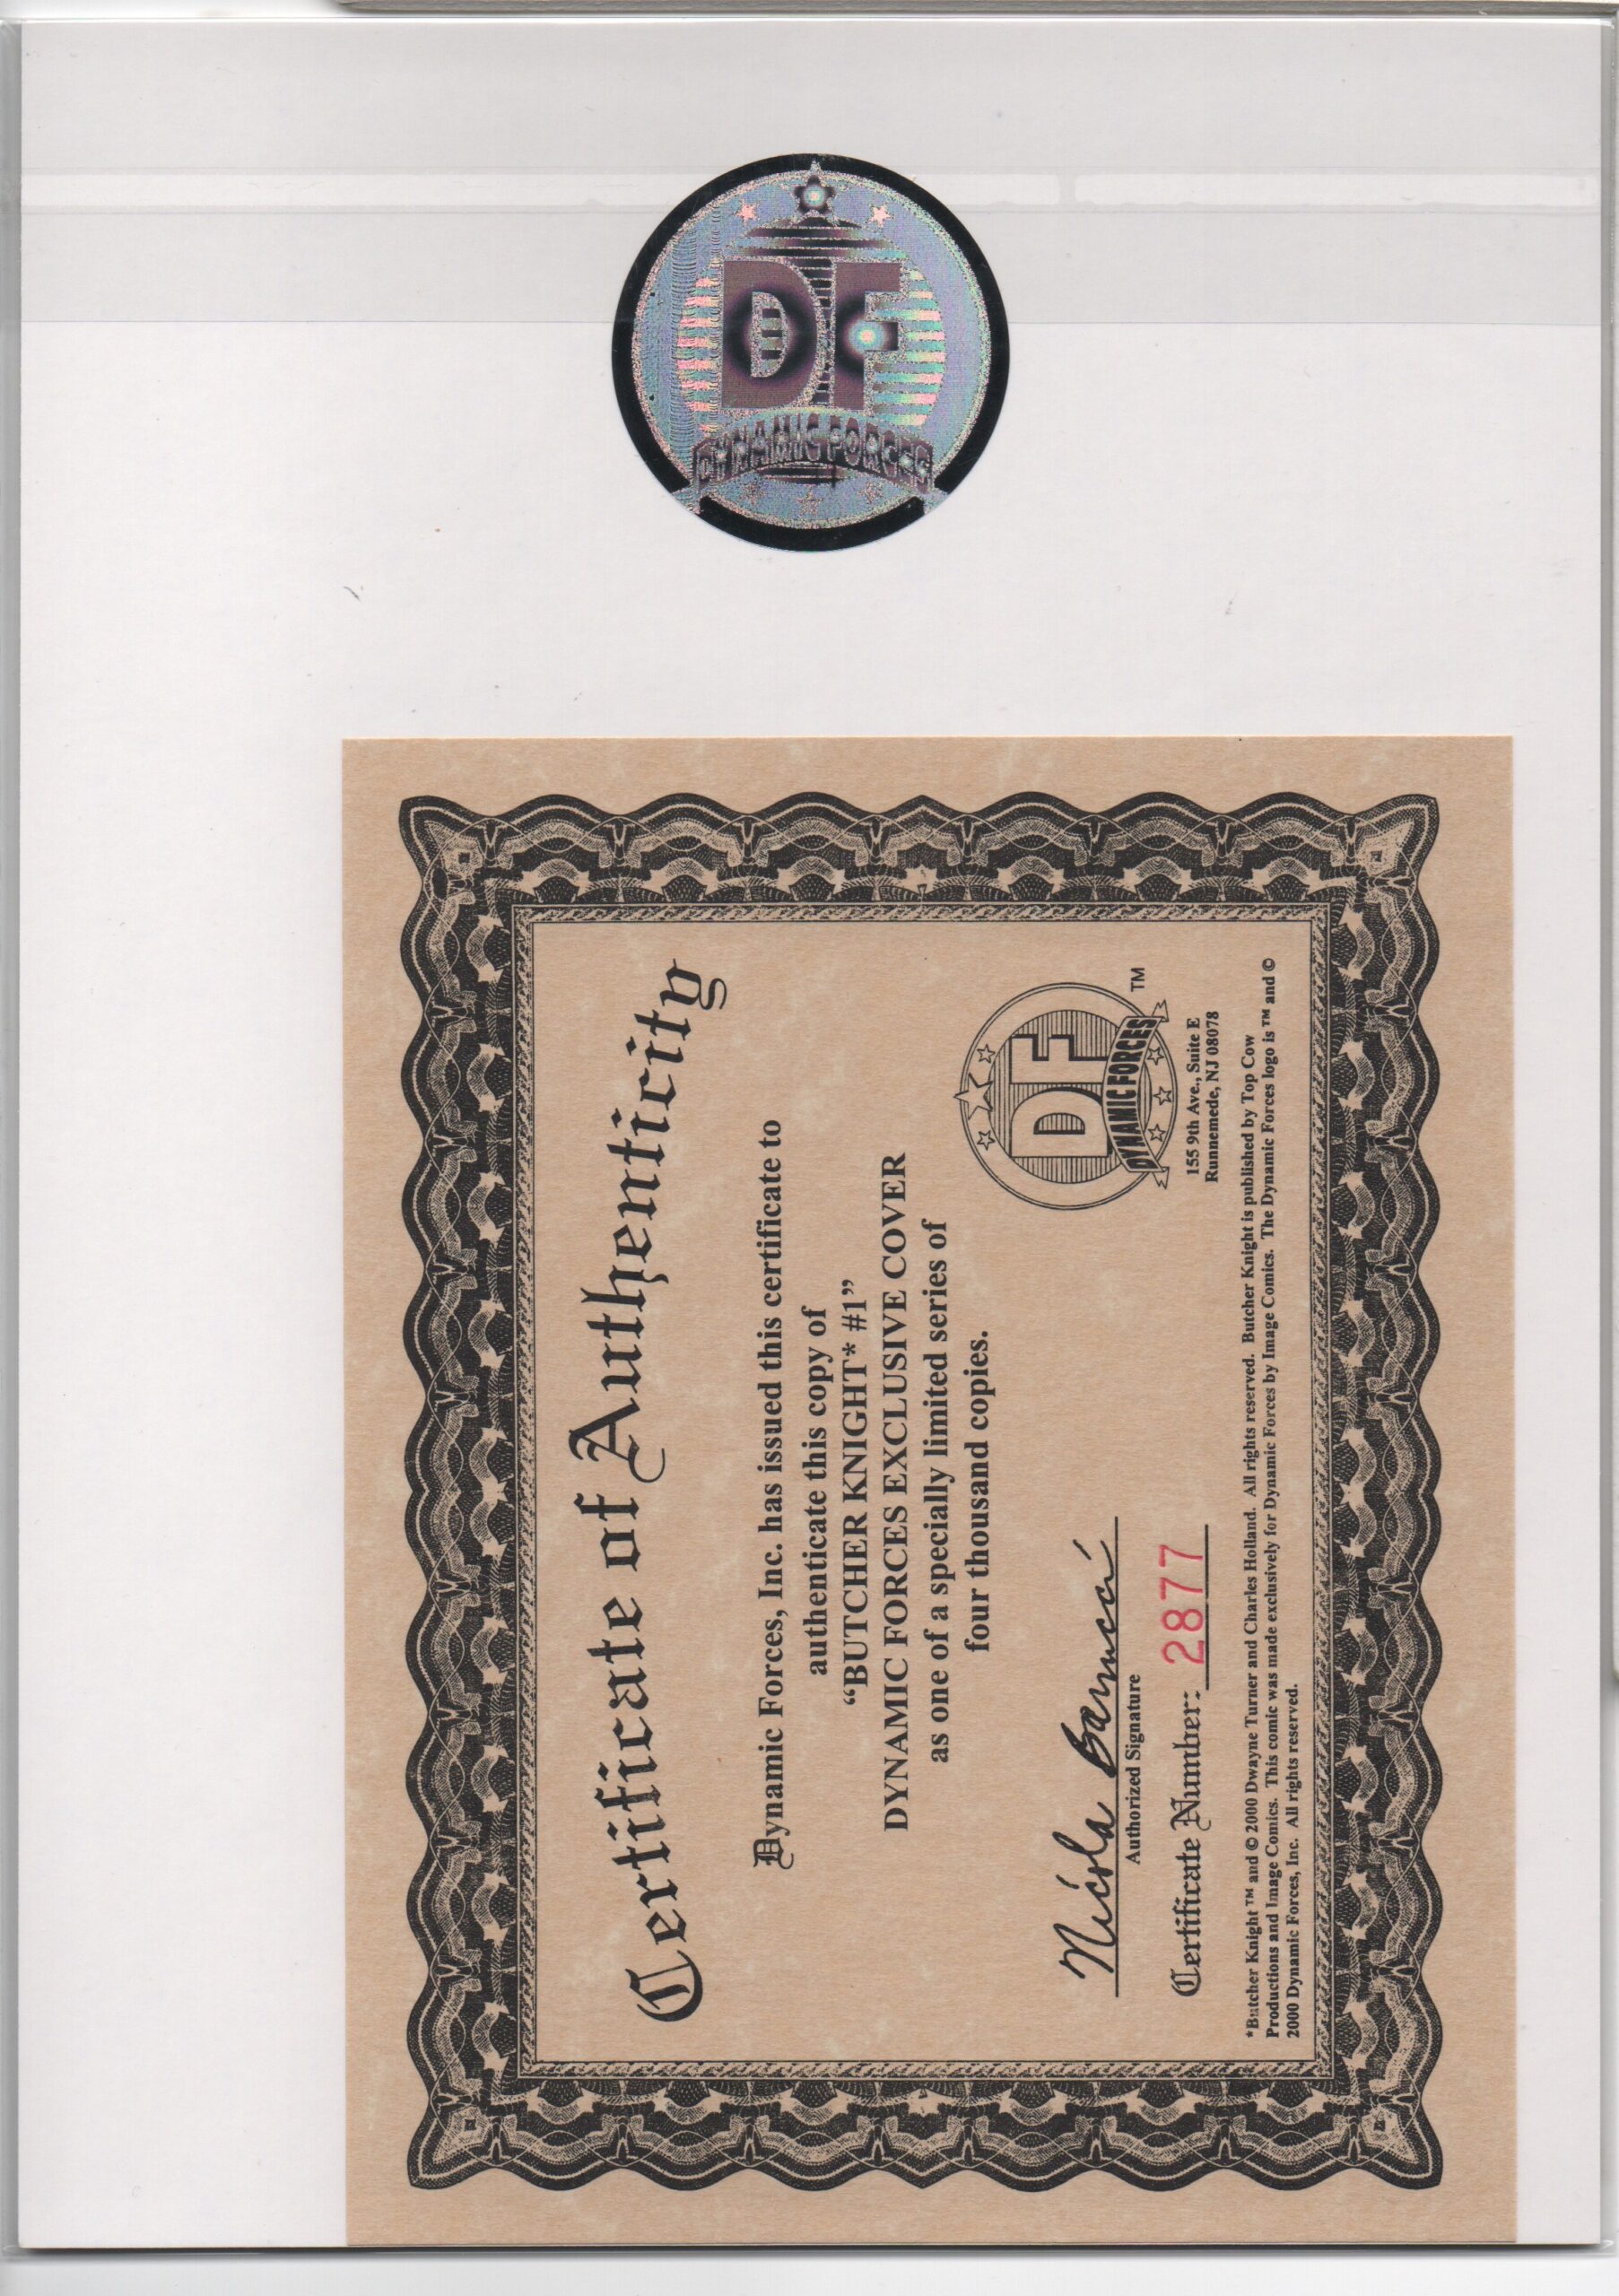 DF
DYNAMIC FORCES
Certificate of Authenticity
Dynamic Forces, Inc. has issued this certificate to
authenticate this copy of
“BUTCHER KNIGHT* #1”
DYNAMIC FORCES EXCLUSIVE COVER
as one of a specially limited series of
four thousand copies.
Nicola Barrucci
Authorized Signature
Certificate Number: 2877
DF
DYNAMIC FORCES
TM
155 9th Ave., Suite E
Runnemede, NJ 08078
*Butcher Knight ™ and © 2000 Dwayne Turner and Charles Holland. All rights reserved. Butcher Knight is published by Top Cow
Productions and Image Comics. This comic was made exclusively for Dynamic Forces by Image Comics. The Dynamic Forces logo is ™ and ©
2000 Dynamic Forces, Inc. All rights reserved.